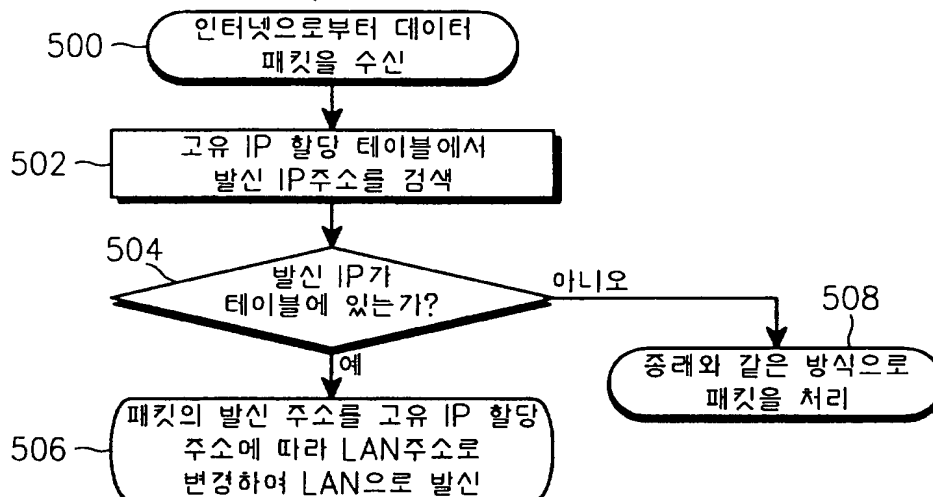 500
인터넷으로부터 데이터
패킷을 수신
502
고유 IP 할당 테이블에서
발신 IP주소를 검색
504
발신 IP가
테이블에 있는가?
아니오
예
508
종래와 같은 방식으로
패킷을 처리
506
패킷의 발신 주소를 고유 IP 할당
주소에 따라 LAN주소로
변경하여 LAN으로 발신